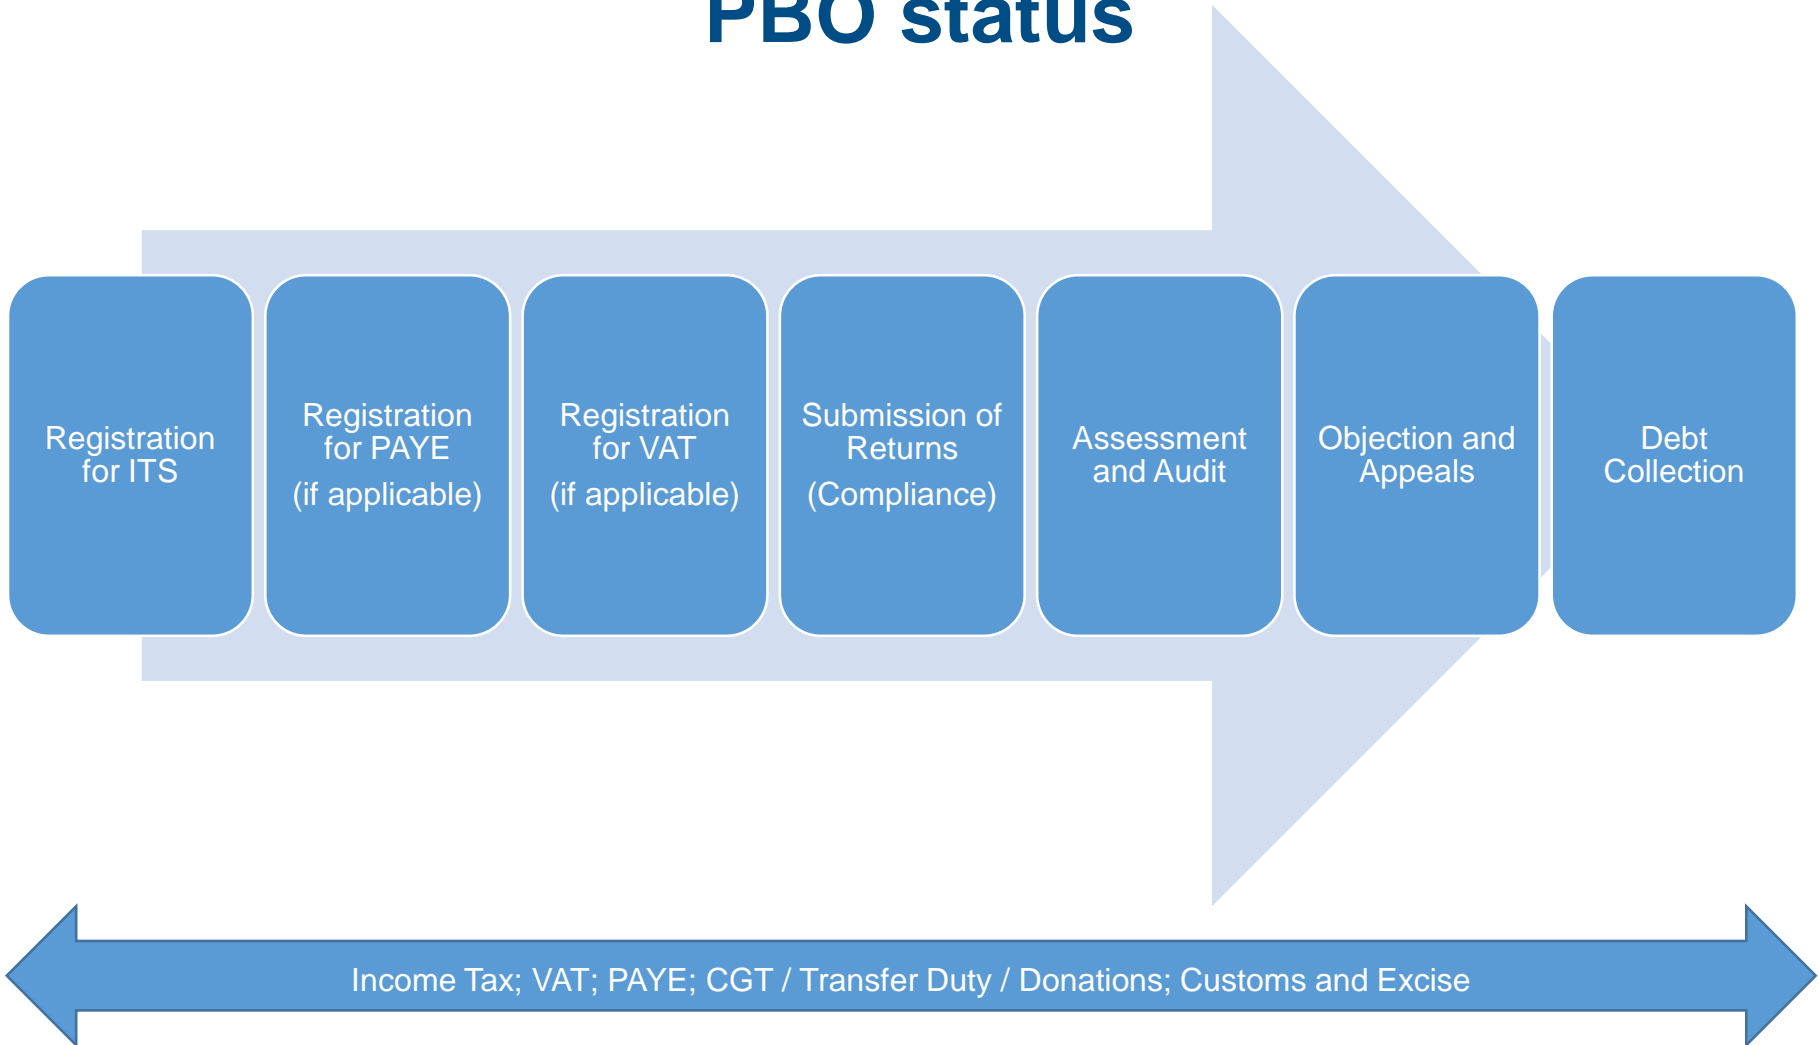 PBO status
Registration
for ITS
Registration
for PAYE
(if applicable)
Registration
for VAT
(if applicable)
Submission of
Returns
(Compliance)
Assessment
and Audit
Objection and
Appeals
Debt
Collection
Income Tax; VAT; PAYE; CGT / Transfer Duty / Donations; Customs and Excise